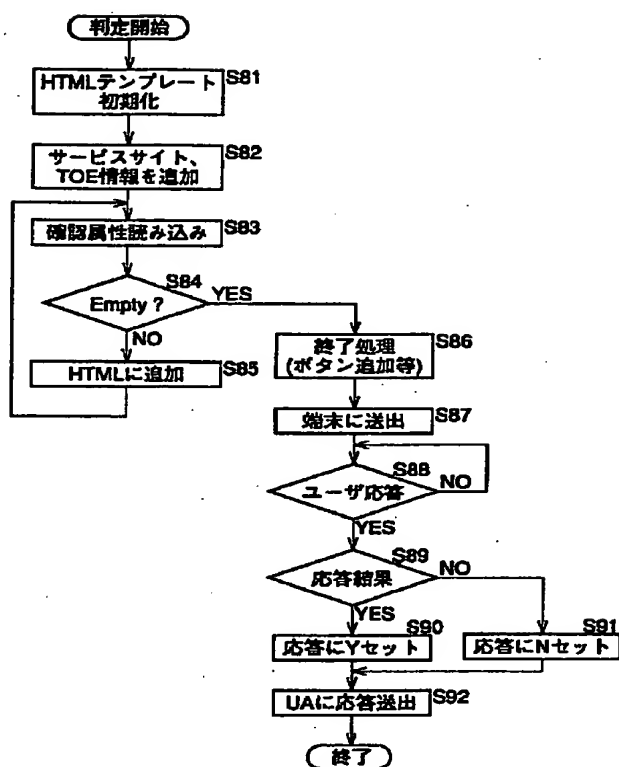 判定開始
S81
HTMLテンプレート
初期化
S82
サービスサイト、
TOE情報を追加
S83
確認属性読み込み
S84
Empty ?
YES
NO
S85
HTMLに追加
S86
終了処理
(ボタン追加等)
S87
端末に送出
S88
ユーザ応答
NO
YES
S89
応答結果
NO
YES
S90
応答にYセット
S91
応答にNセット
S92
UAに応答送出
終了